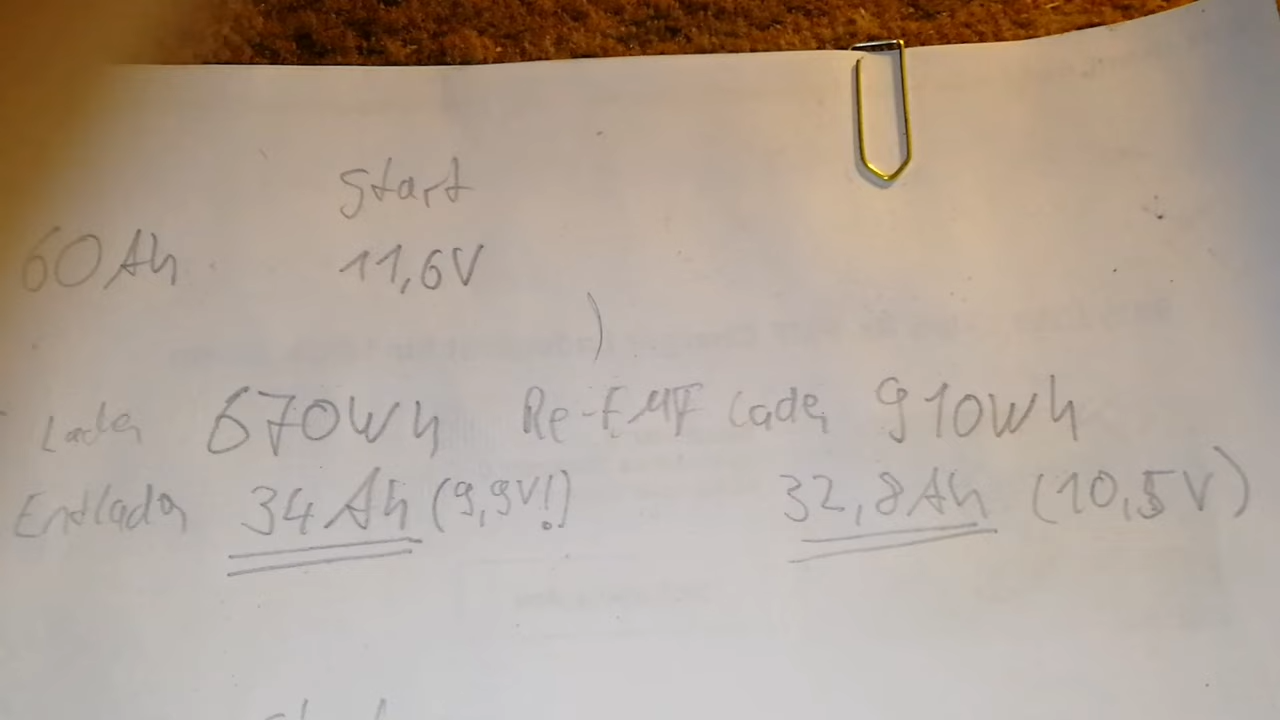 Start
60Ah 11,6V
Laden 670Wh Re-EMF Laden 910Wh
Entladen 34Ah (9,9V!) 32,8Ah (10,5V)